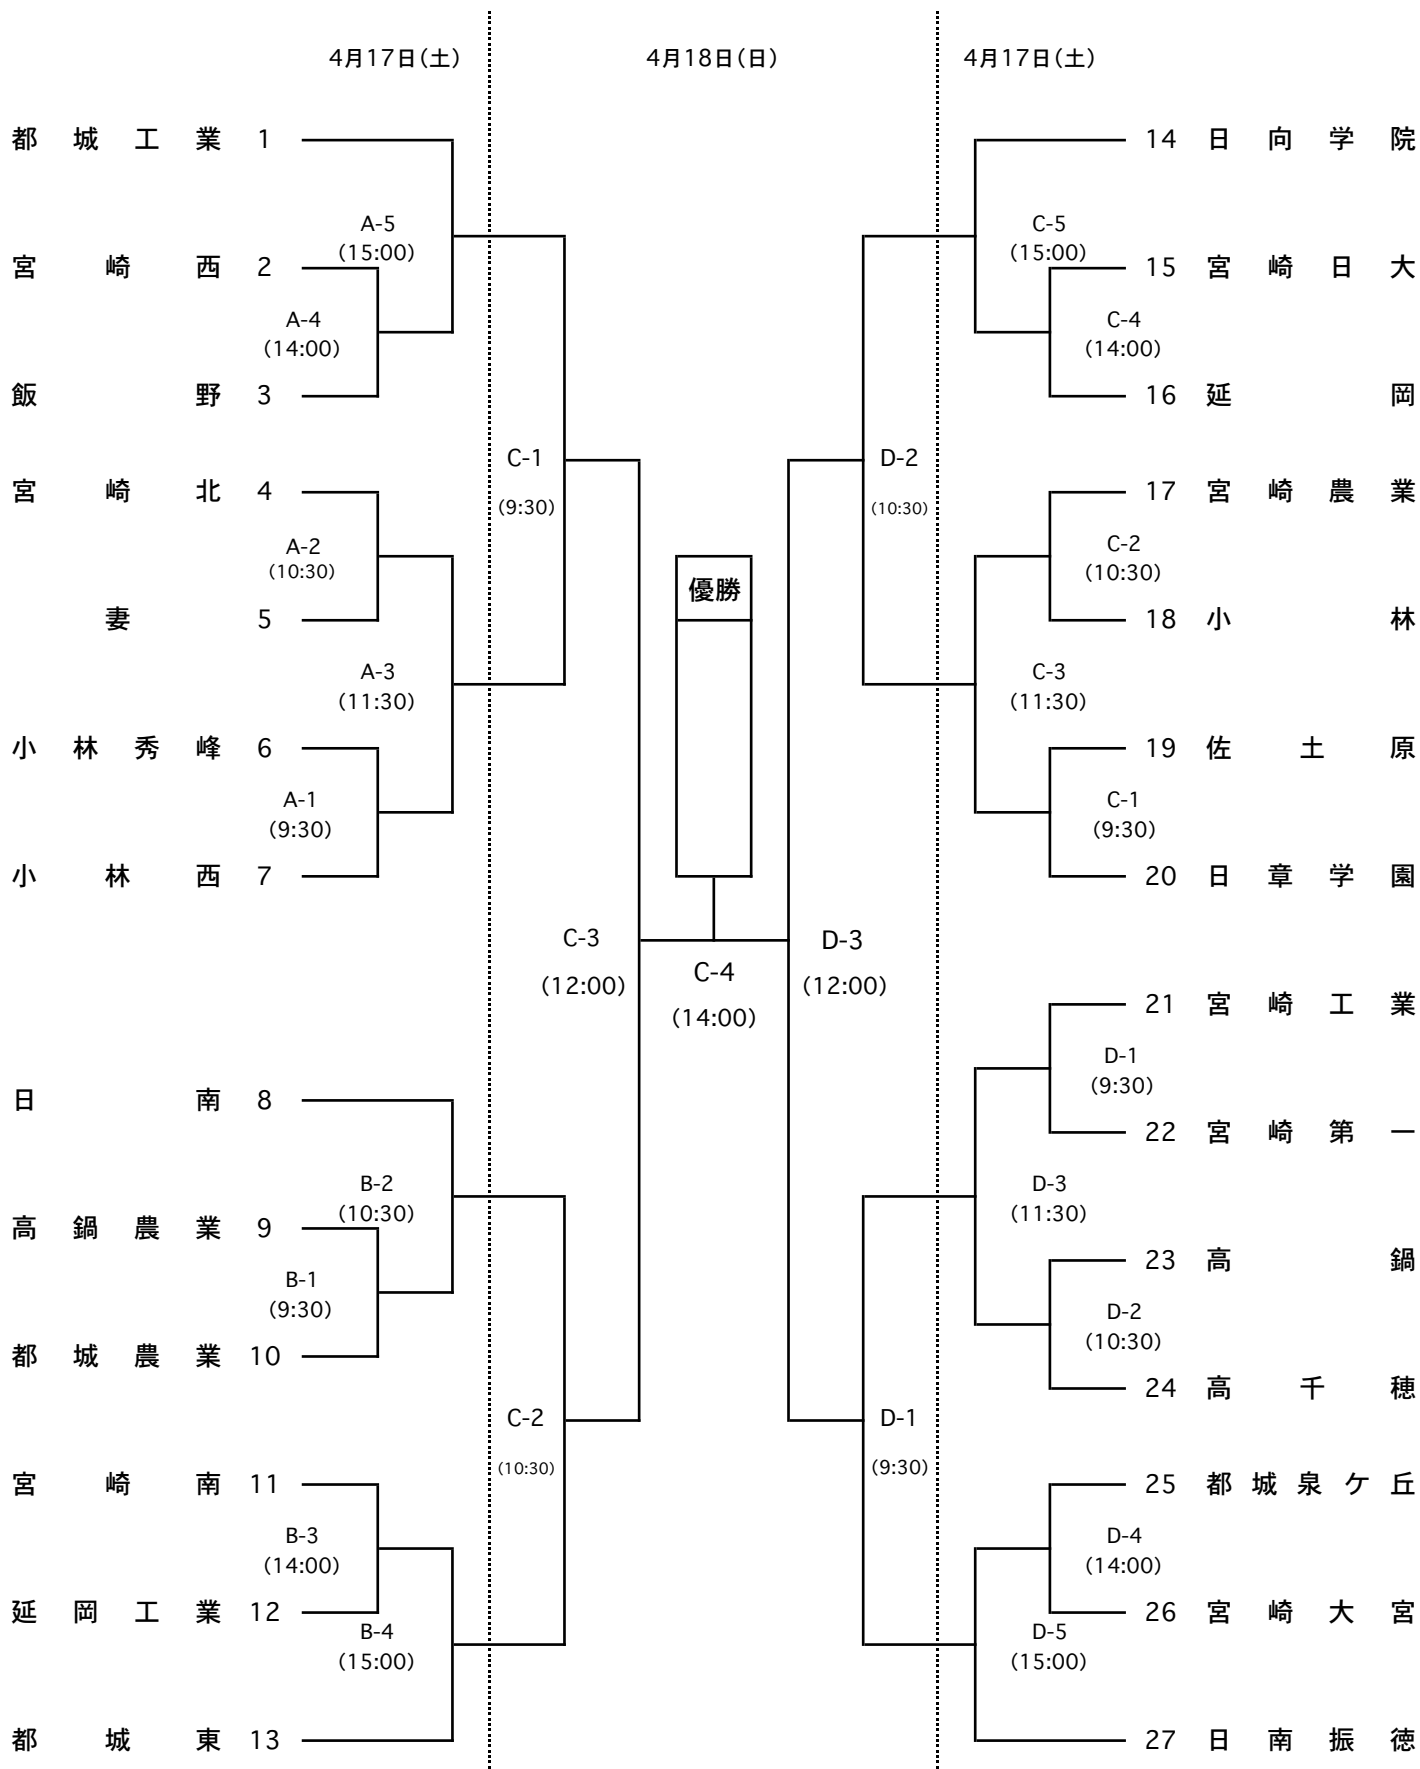 4月17日(土) 4月18日(日) 4月17日(土)
都城工業 1
A-5
(15:00)
宮崎西 2
A-4
(14:00)
飯野 3
宮崎北 4
A-2
(10:30)
妻 5
A-3
(11:30)
小林秀峰 6
A-1
(9:30)
小林西 7
日南 8
B-2
(10:30)
高鍋農業 9
B-1
(9:30)
都城農業 10
宮崎南 11
B-3
(14:00)
延岡工業 12
B-4
(15:00)
都城東 13
C-1
(9:30)
C-2
(10:30)
C-3
(12:00)
優勝
C-4
(14:00)
D-3
(12:00)
D-2
(10:30)
D-1
(9:30)
14 日向学院
C-5
(15:00)
15 宮崎日大
C-4
(14:00)
16 延岡
17 宮崎農業
C-2
(10:30)
18 小林
C-3
(11:30)
19 佐土原
C-1
(9:30)
20 日章学園
21 宮崎工業
D-1
(9:30)
22 宮崎第一
D-3
(11:30)
23 高鍋
D-2
(10:30)
24 高千穂
25 都城泉ケ丘
D-4
(14:00)
26 宮崎大宮
D-5
(15:00)
27 日南振徳